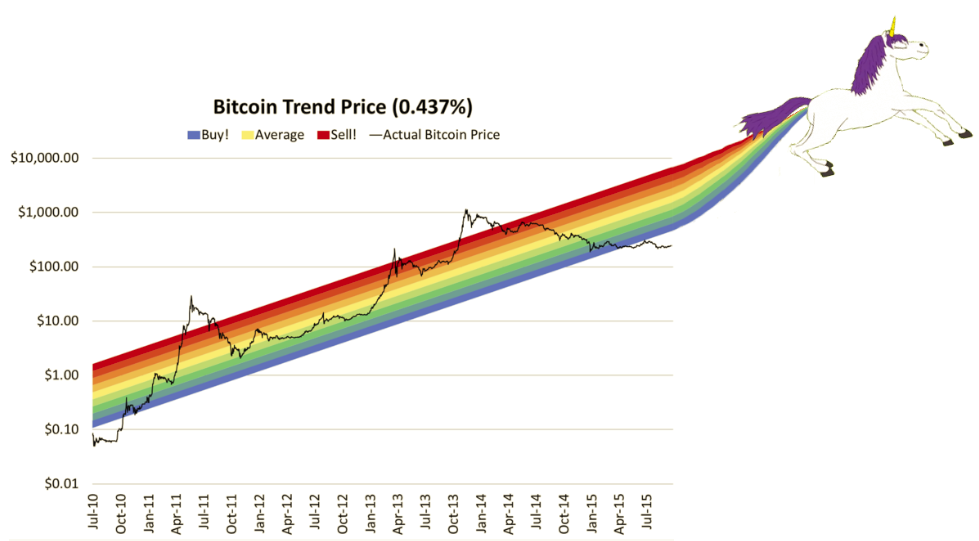 Bitcoin Trend Price (0.437%)
Buy! Average Sell! Actual Bitcoin Price
$10,000.00
$1,000.00
$100.00
$10.00
$1.00
$0.10
$0.01
Jul-10
Oct-10
Jan-11
Apr-11
Jul-11
Oct-11
Jan-12
Apr-12
Jul-12
Oct-12
Jan-13
Apr-13
Jul-13
Oct-13
Jan-14
Apr-14
Jul-14
Oct-14
Jan-15
Apr-15
Jul-15